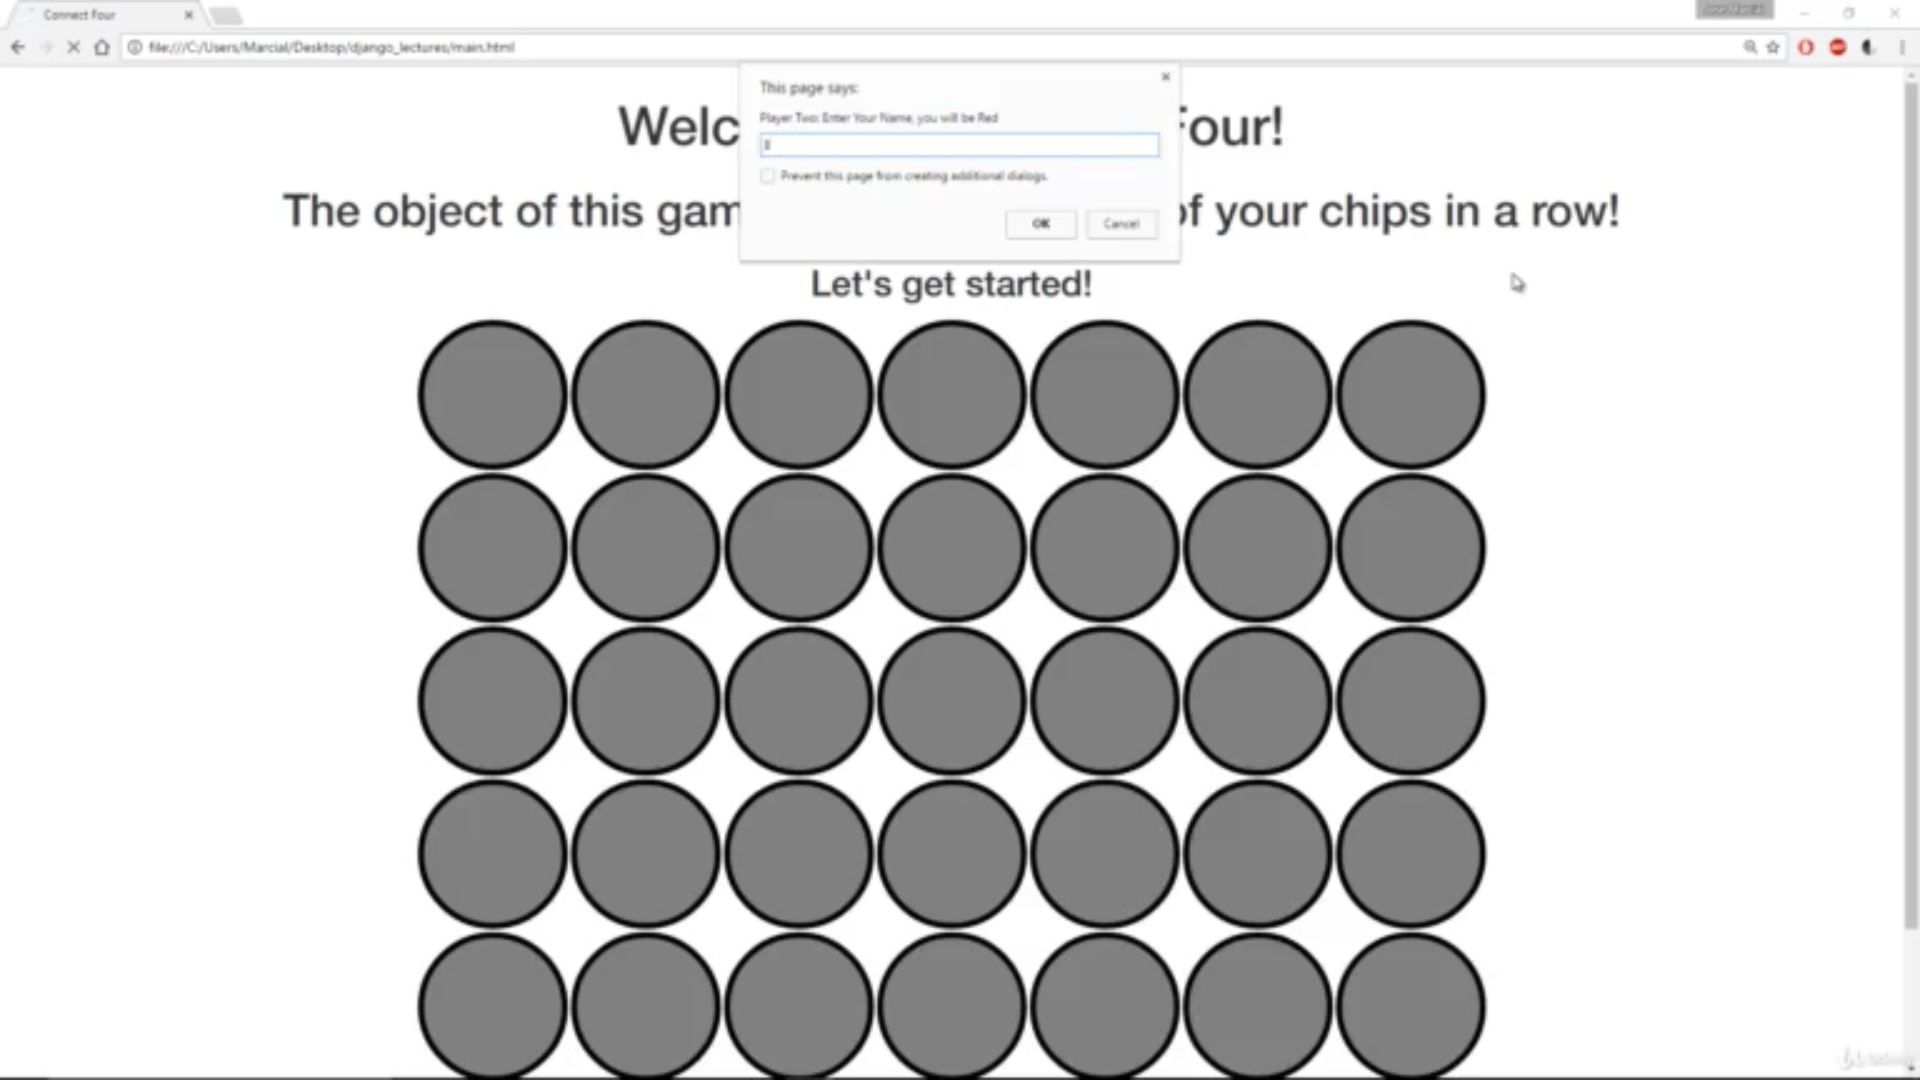 Connect Four
file:///C:/Users/Marcial/Desktop/django_lectures/main.html
This page says:
Player Two: Enter Your Name, you will be Red
Prevent this page from creating additional dialogs.
OK Cancel
Welc Four!
The object of this gam of your chips in a row!
Let's get started!